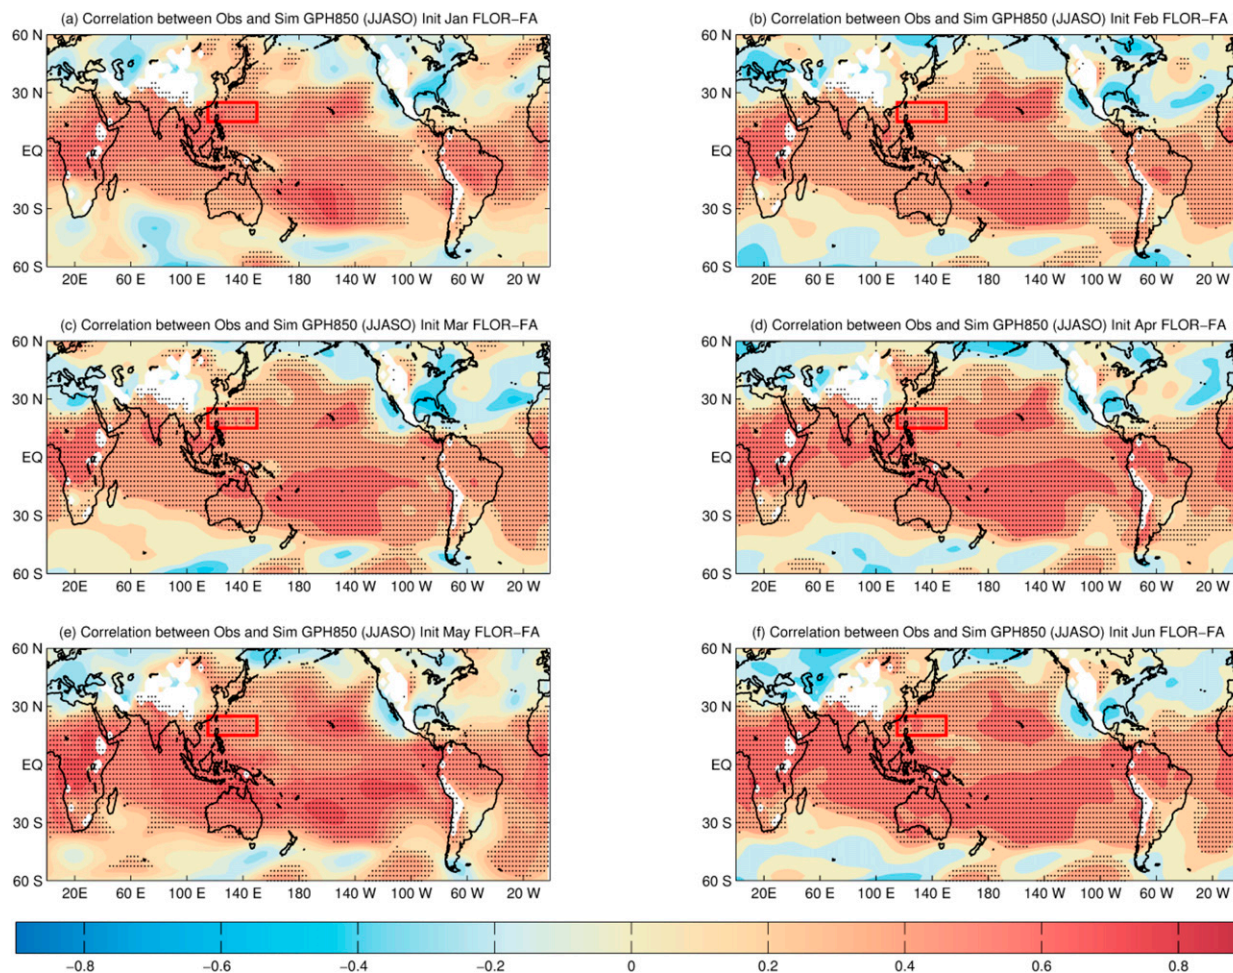 (a) Correlation between Obs and Sim GPH850 (JJASO) Init Jan FLOR−FA
60 N
30 N
EQ
30 S
60 S
20E 60 E 100 E 140 E 180 140 W 100 W 60 W 20 W
(b) Correlation between Obs and Sim GPH850 (JJASO) Init Feb FLOR−FA
60 N
30 N
EQ
30 S
60 S
20E 60 E 100 E 140 E 180 140 W 100 W 60 W 20 W
(c) Correlation between Obs and Sim GPH850 (JJASO) Init Mar FLOR−FA
60 N
30 N
EQ
30 S
60 S
20E 60 E 100 E 140 E 180 140 W 100 W 60 W 20 W
(d) Correlation between Obs and Sim GPH850 (JJASO) Init Apr FLOR−FA
60 N
30 N
EQ
30 S
60 S
20E 60 E 100 E 140 E 180 140 W 100 W 60 W 20 W
(e) Correlation between Obs and Sim GPH850 (JJASO) Init May FLOR−FA
60 N
30 N
EQ
30 S
60 S
20E 60 E 100 E 140 E 180 140 W 100 W 60 W 20 W
(f) Correlation between Obs and Sim GPH850 (JJASO) Init Jun FLOR−FA
60 N
30 N
EQ
30 S
60 S
20E 60 E 100 E 140 E 180 140 W 100 W 60 W 20 W
−0.8 −0.6 −0.4 −0.2 0 0.2 0.4 0.6 0.8